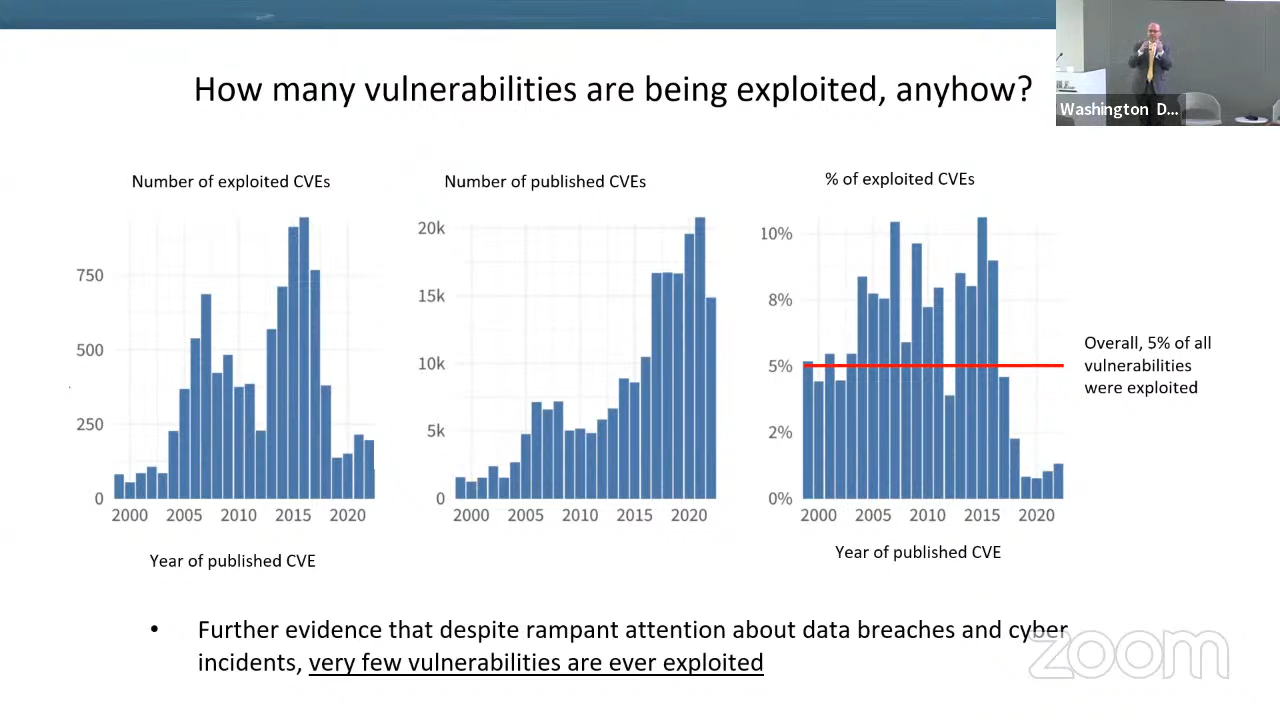 How many vulnerabilities are being exploited, anyhow?
Washington D...
Number of exploited CVEs
Number of published CVEs
% of exploited CVEs
750
500
250
0
2000 2005 2010 2015 2020
Year of published CVE
20k
15k
10k
5k
0
2000 2005 2010 2015 2020
10%
8%
5%
2%
0%
2000 2005 2010 2015 2020
Year of published CVE
Overall, 5% of all
vulnerabilities
were exploited
• Further evidence that despite rampant attention about data breaches and cyber
incidents, very few vulnerabilities are ever exploited
zoom